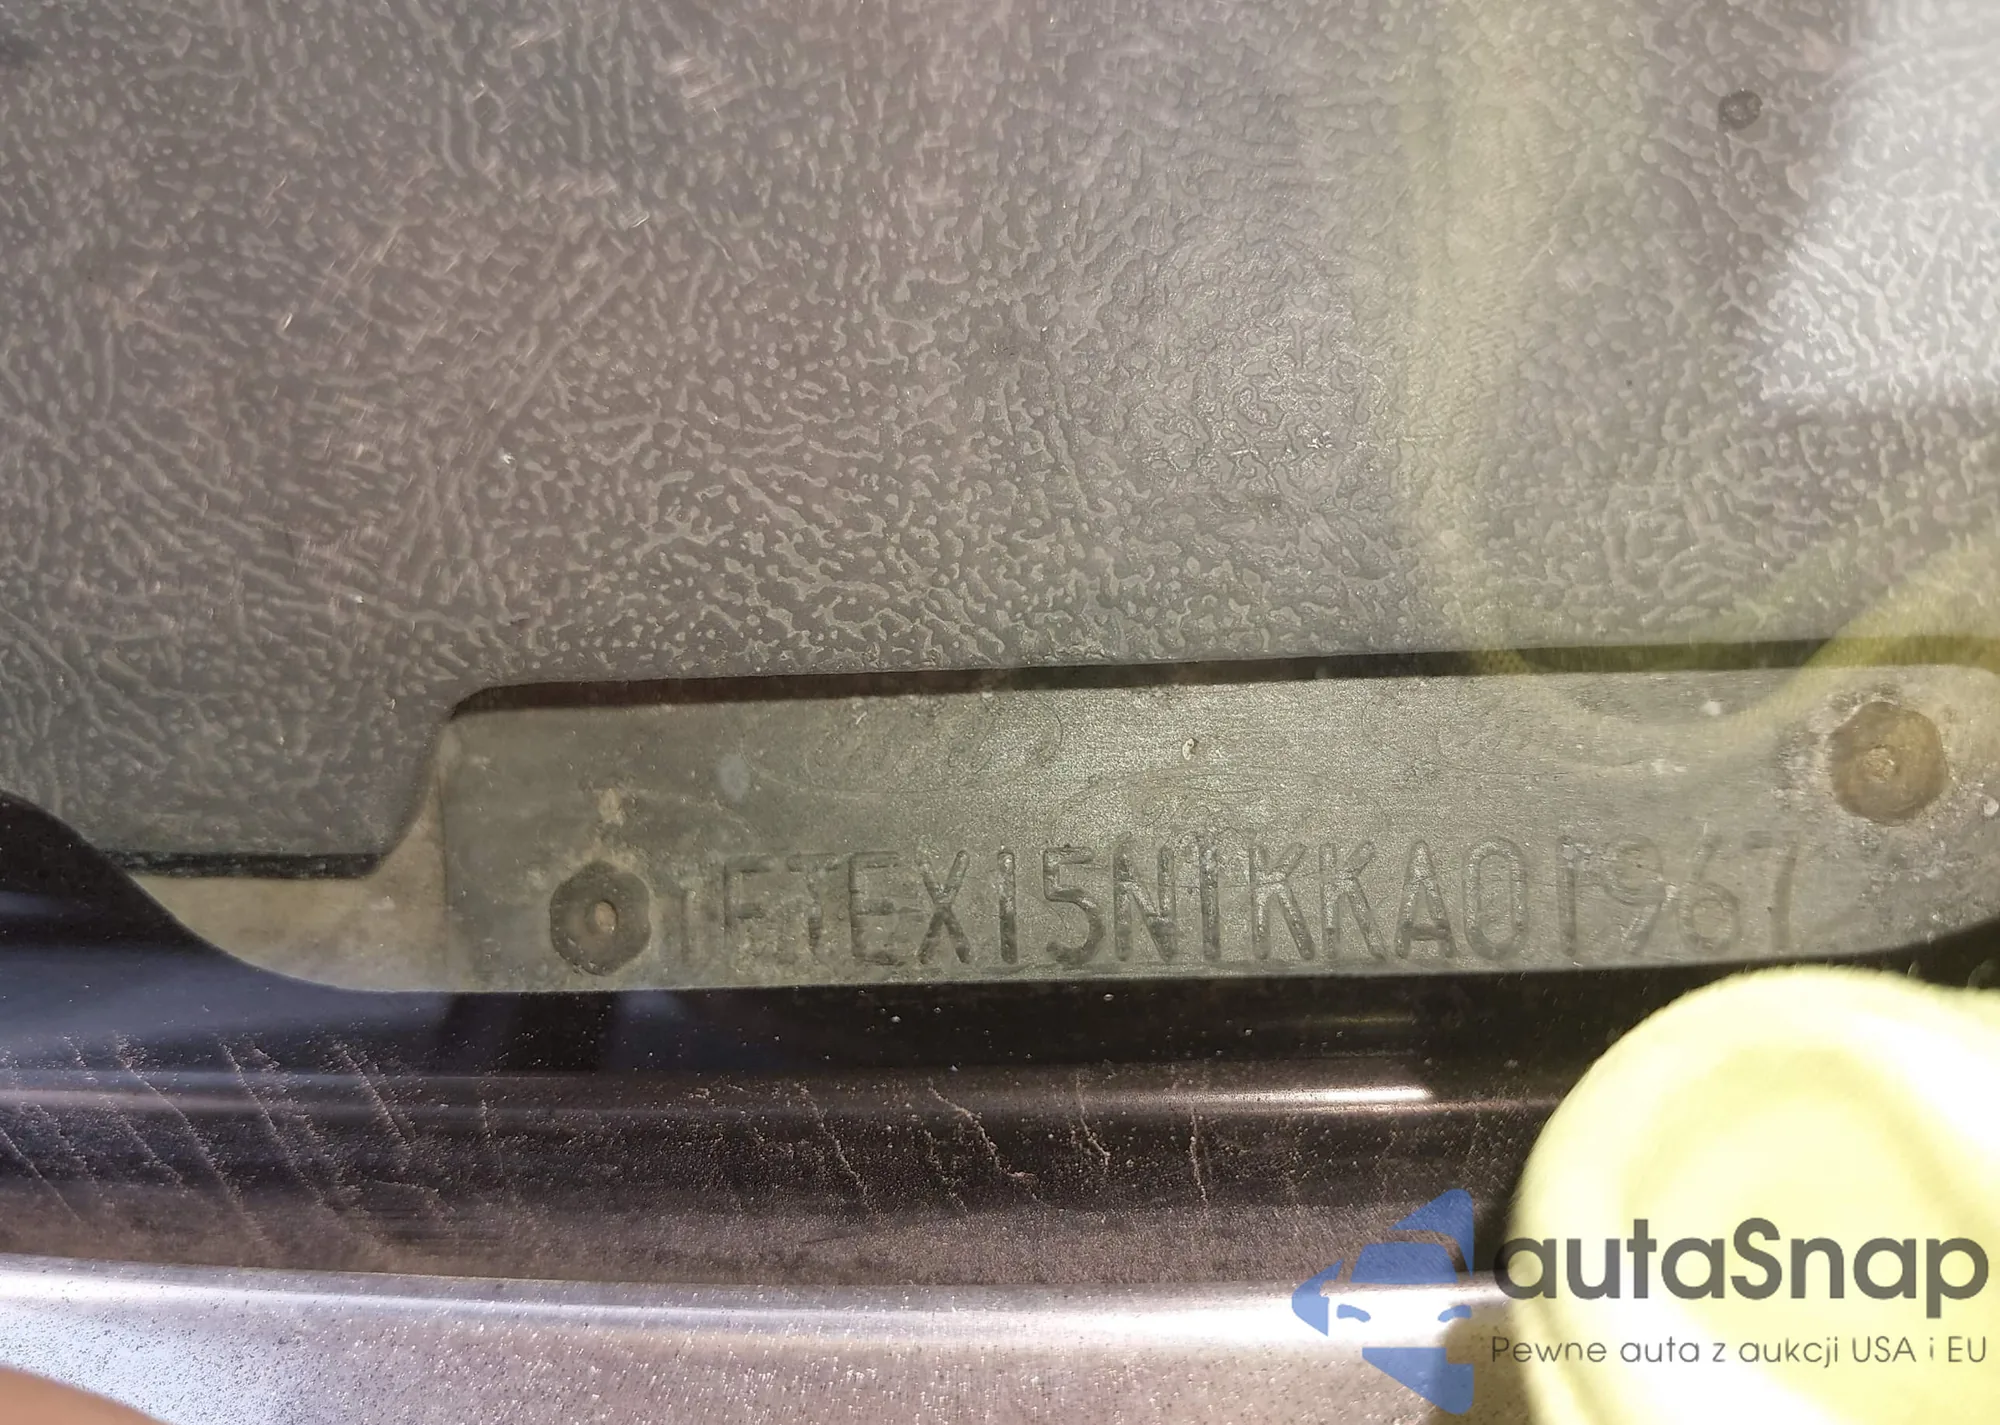 1FTEX15N1KKA01967
autaSnap
Pewne auta z aukcji USA i EU